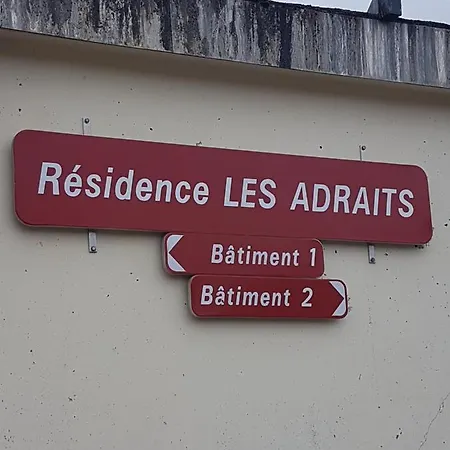 Résidence LES ADRAITS
Bâtiment 1
Bâtiment 2